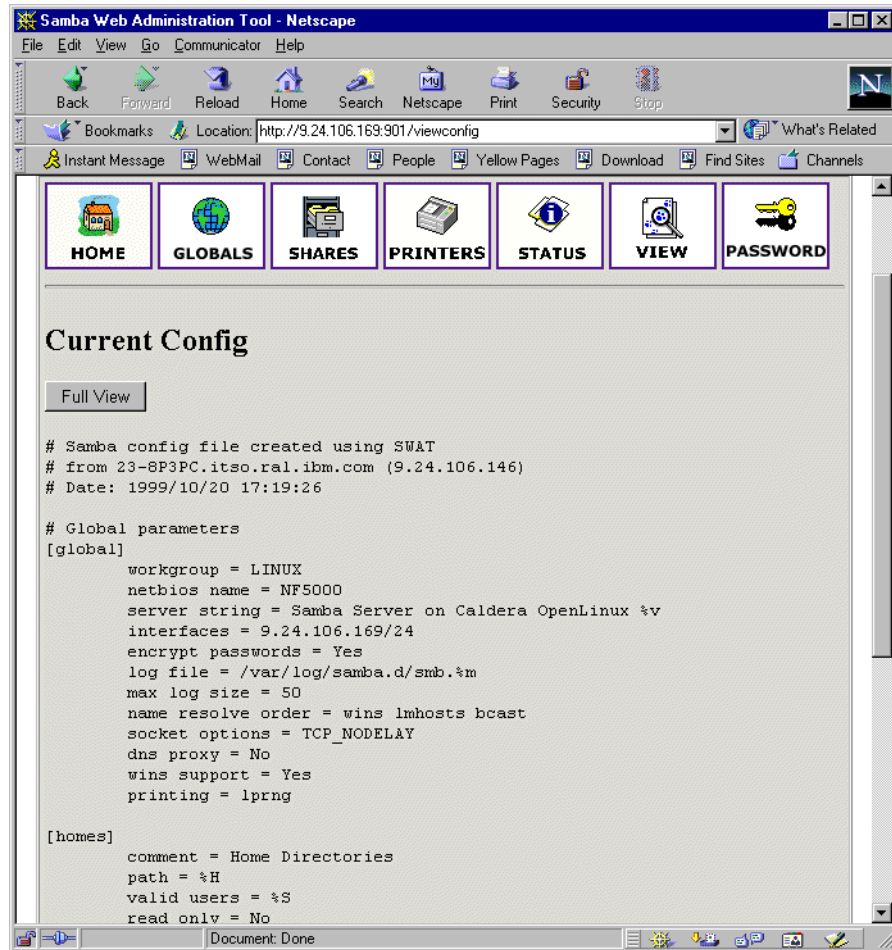 Samba Web Administration Tool - Netscape
File Edit View Go Communicator Help
Back Forward Reload Home Search Netscape Print Security Stop
My
N
Bookmarks Location: http://9.24.106.169:901/viewconfig What's Related
Instant Message WebMail Contact People Yellow Pages Download Find Sites Channels
HOME GLOBALS SHARES PRINTERS STATUS VIEW PASSWORD
Current Config
Full View
# Samba config file created using SWAT
# from 23-8P3PC.itso.ral.ibm.com (9.24.106.146)
# Date: 1999/10/20 17:19:26
# Global parameters
[global]
workgroup = LINUX
netbios name = NF5000
server string = Samba Server on Caldera OpenLinux %v
interfaces = 9.24.106.169/24
encrypt passwords = Yes
log file = /var/log/samba.d/smb.%m
max log size = 50
name resolve order = wins lmhosts bcast
socket options = TCP_NODELAY
dns proxy = No
wins support = Yes
printing = lprng
[homes]
comment = Home Directories
path = %H
valid users = %S
read only = No
Document: Done